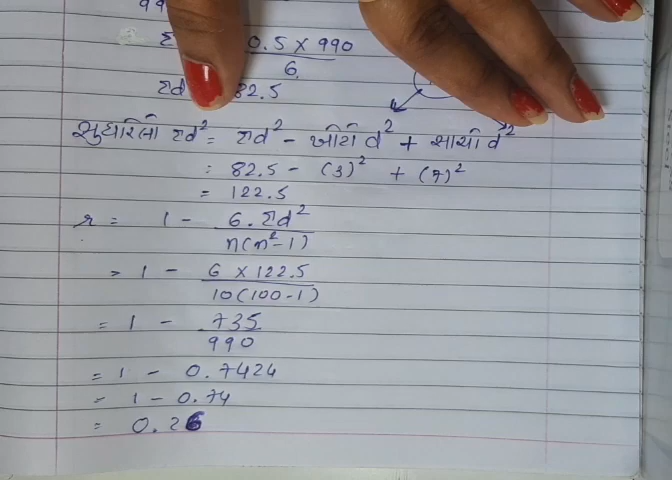 99
Σ 0.5 × 990
6
Σd 82.5
સુધારેલો Σd² = Σd² - ખોટો d² + સાચો d²
= 82.5 - (3)² + (7)²
= 122.5
r = 1 - 6.Σd²
n(n²-1)
= 1 - 6 × 122.5
10(100-1)
= 1 - 735
990
= 1 - 0.7424
= 1 - 0.74
= 0.26